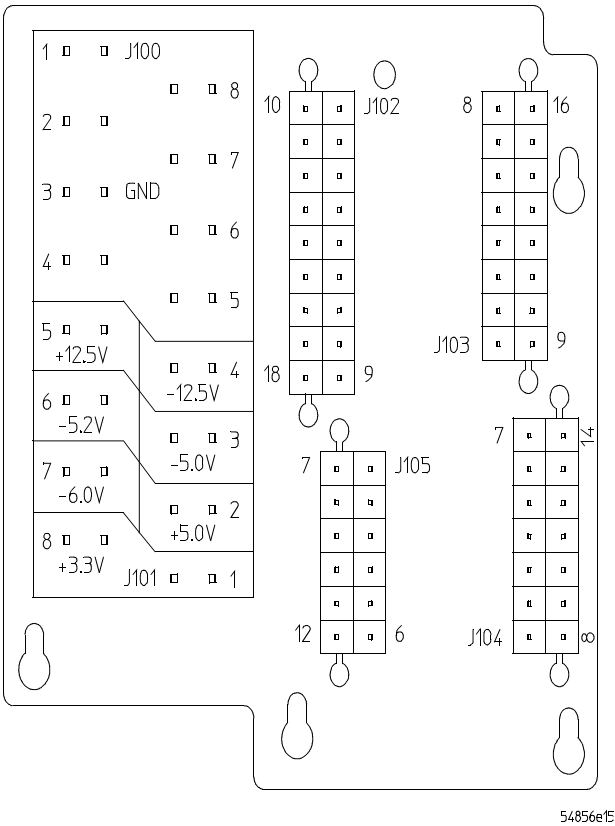 1 J100
8
2
7
3 GND
6
4
5
5
+12.5V
4
-12.5V
6
-5.2V
3
-5.0V
7
-6.0V
2
+5.0V
8
+3.3V
J101 1
10 J102
18 9
8 16
J103 9
7 J105
12 6
7 14
J104 8
54856e15